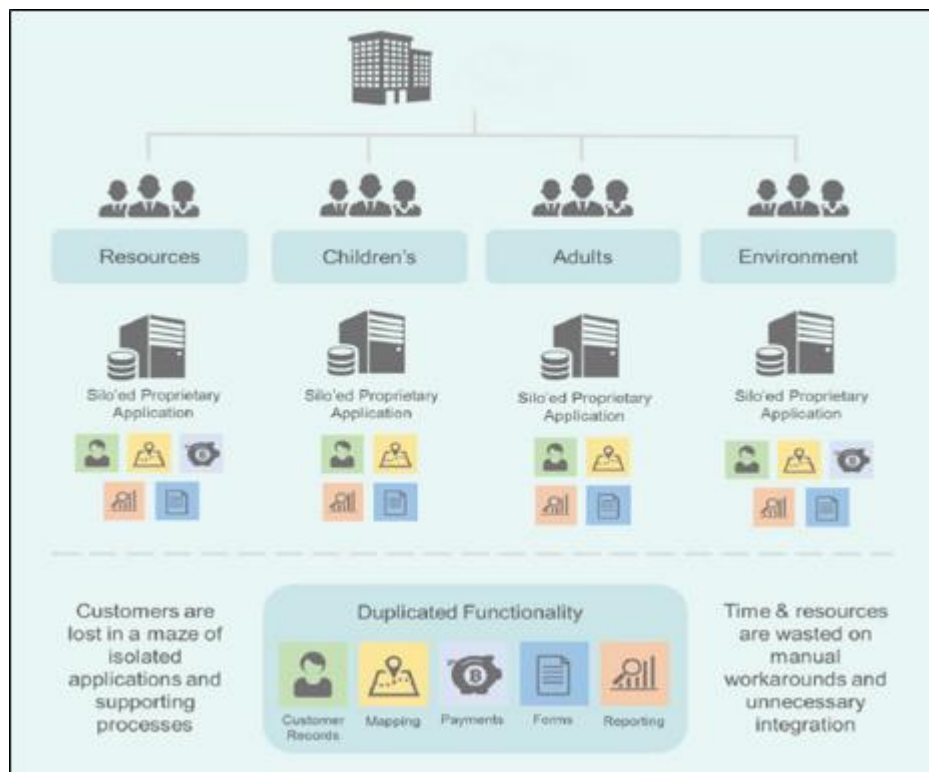 Resources
Children's
Adults
Environment
Silo'ed Proprietary
Application
Silo'ed Proprietary
Application
Silo'ed Proprietary
Application
Silo'ed Proprietary
Application
Customers are
lost in a maze of
isolated
applications and
supporting
processes
Duplicated Functionality
Customer
Records
Mapping
Payments
Forms
Reporting
Time & resources
are wasted on
manual
workarounds and
unnecessary
integration